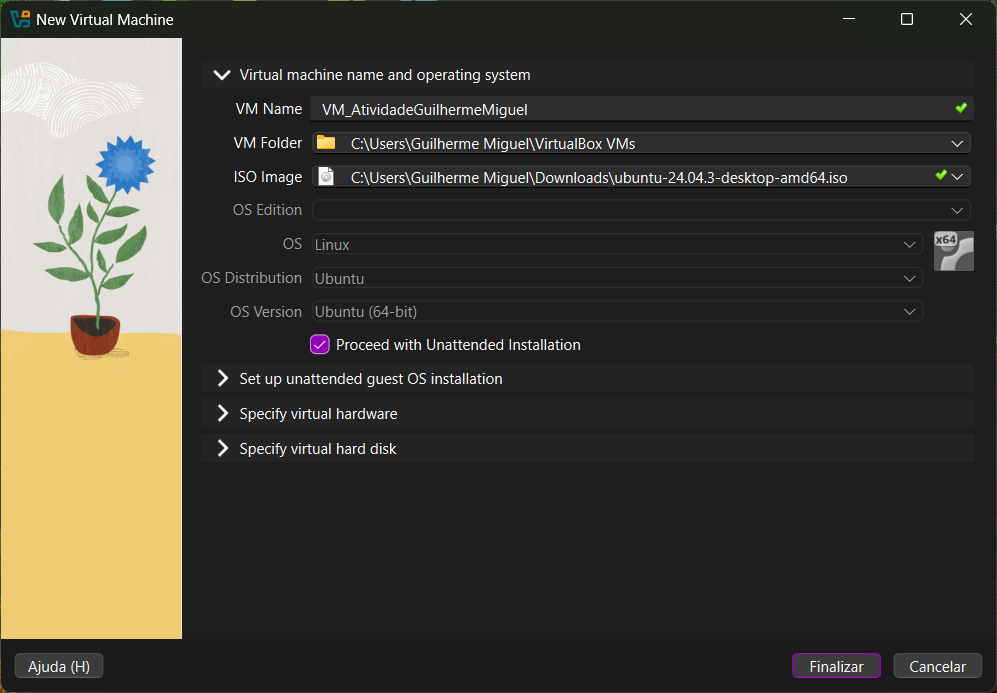 New Virtual Machine
Virtual machine name and operating system
VM Name VM_AtividadeGuilhermeMiguel
VM Folder C:\Users\Guilherme Miguel\VirtualBox VMs
ISO Image C:\Users\Guilherme Miguel\Downloads\ubuntu-24.04.3-desktop-amd64.iso
OS Edition
OS Linux x64
OS Distribution Ubuntu
OS Version Ubuntu (64-bit)
Proceed with Unattended Installation
Set up unattended guest OS installation
Specify virtual hardware
Specify virtual hard disk
Ajuda (H) Finalizar Cancelar